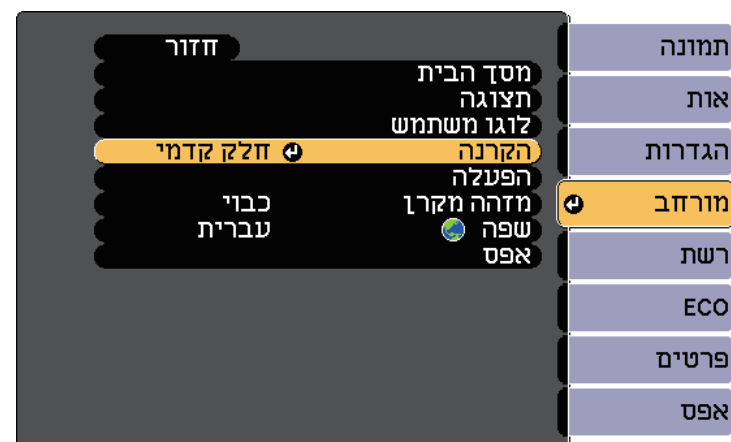 תמונה
אות
הגדרות
מורחב
רשת
ECO
פרטים
אפס
חזור
מסך הבית
תצוגה
לוגו משתמש
הקרנה חלק קדמי
הפעלה
מזהה מקרן כבוי
שפה עברית
אפס